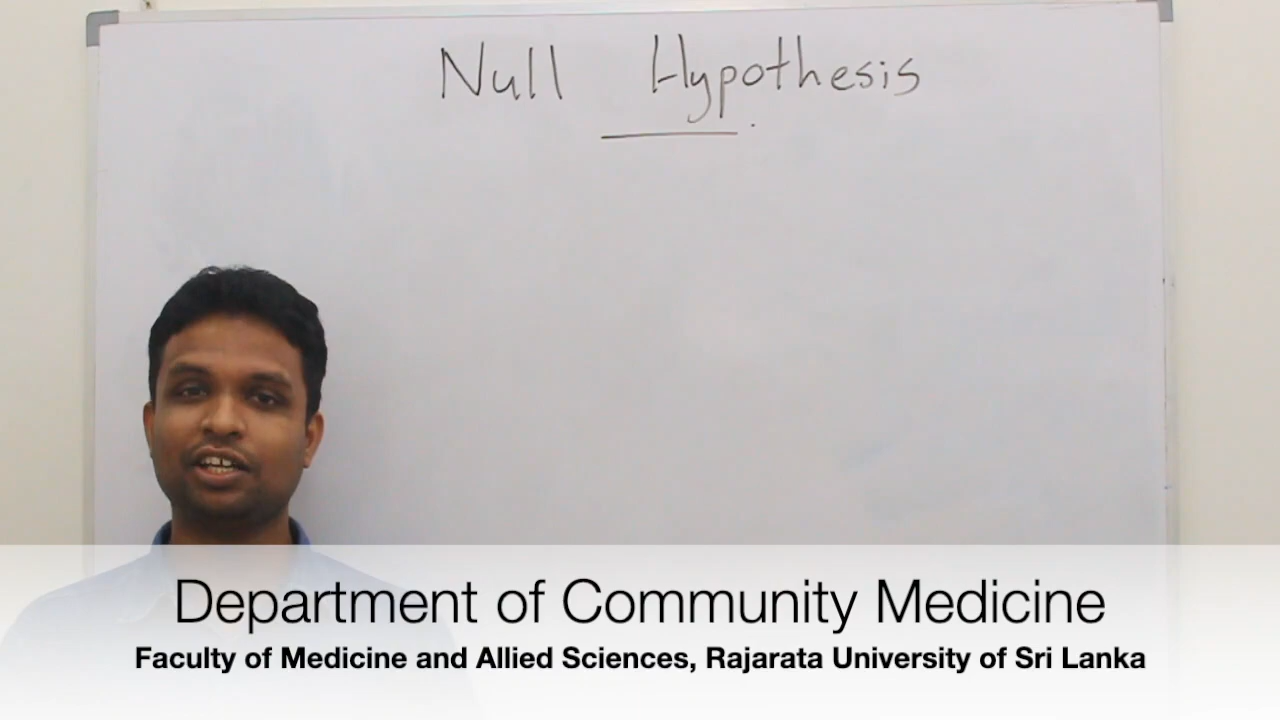 Null Hypothesis
Department of Community Medicine
Faculty of Medicine and Allied Sciences, Rajarata University of Sri Lanka